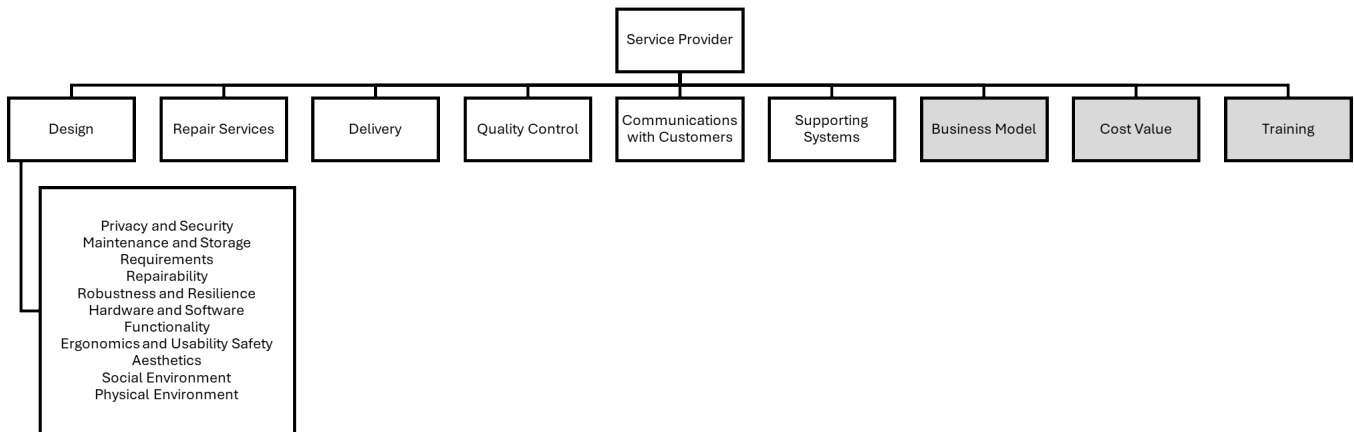 Service Provider
Design
Repair Services
Delivery
Quality Control
Communications
with Customers
Supporting
Systems
Business Model
Cost Value
Training
Privacy and Security
Maintenance and Storage
Requirements
Repairability
Robustness and Resilience
Hardware and Software
Functionality
Ergonomics and Usability Safety
Aesthetics
Social Environment
Physical Environment